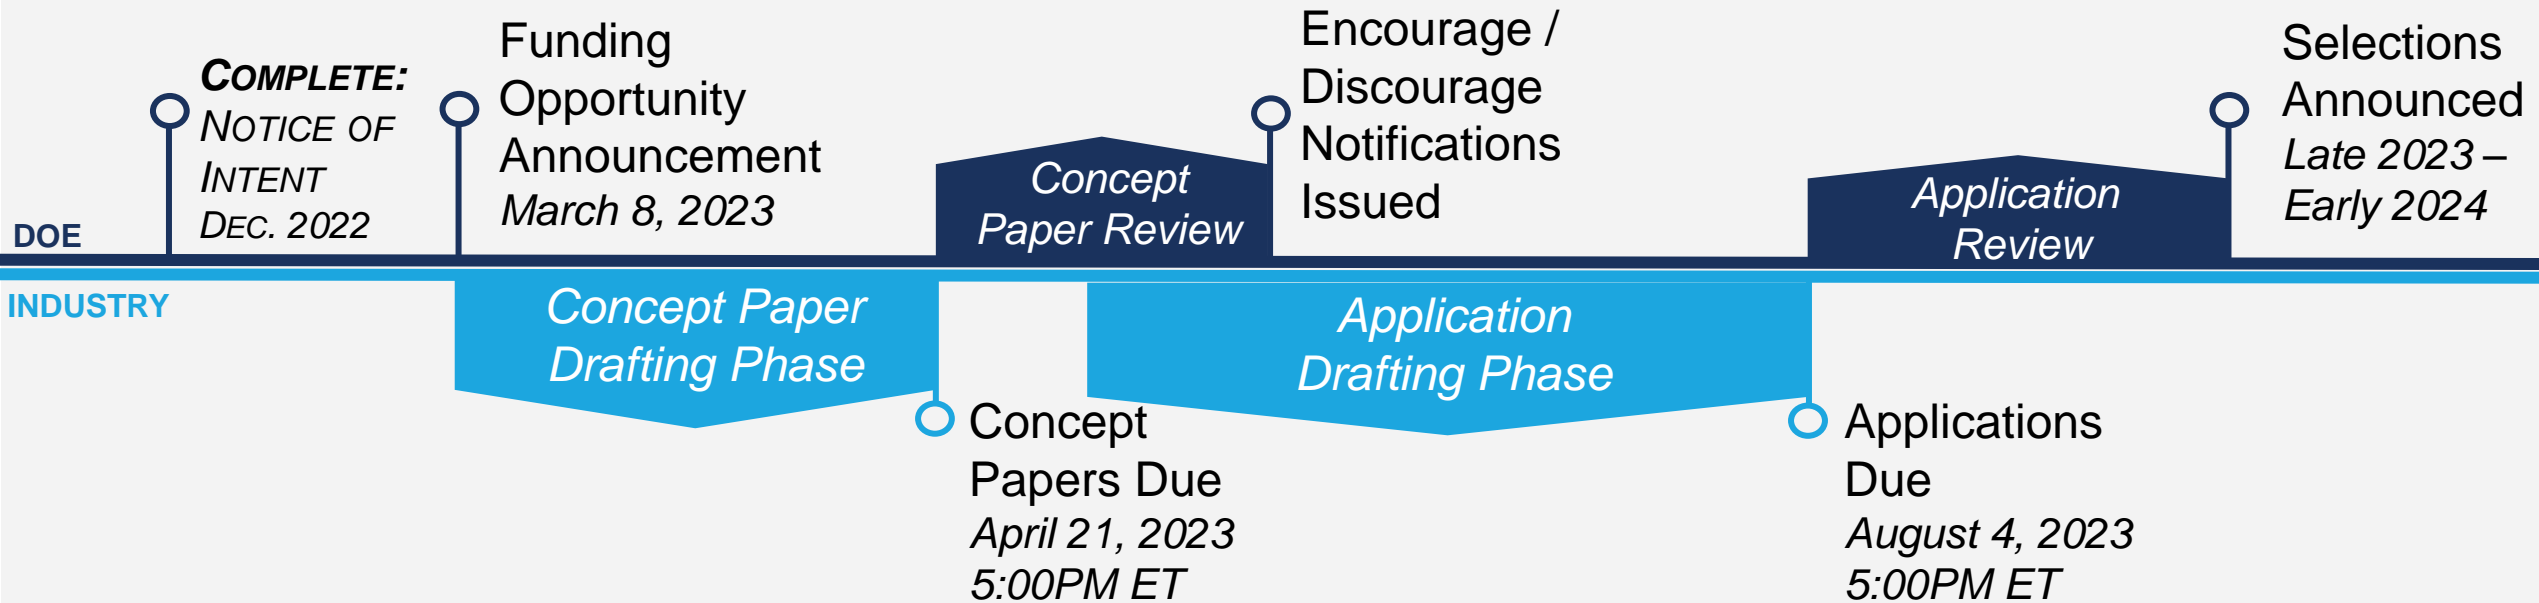 COMPLETE:
NOTICE OF
INTENT
DEC. 2022
Funding
Opportunity
Announcement
March 8, 2023
Concept
Paper Review
Encourage /
Discourage
Notifications
Issued
Application
Review
Selections
Announced
Late 2023 –
Early 2024
DOE
INDUSTRY
Concept Paper
Drafting Phase
Concept
Papers Due
April 21, 2023
5:00PM ET
Application
Drafting Phase
Applications
Due
August 4, 2023
5:00PM ET